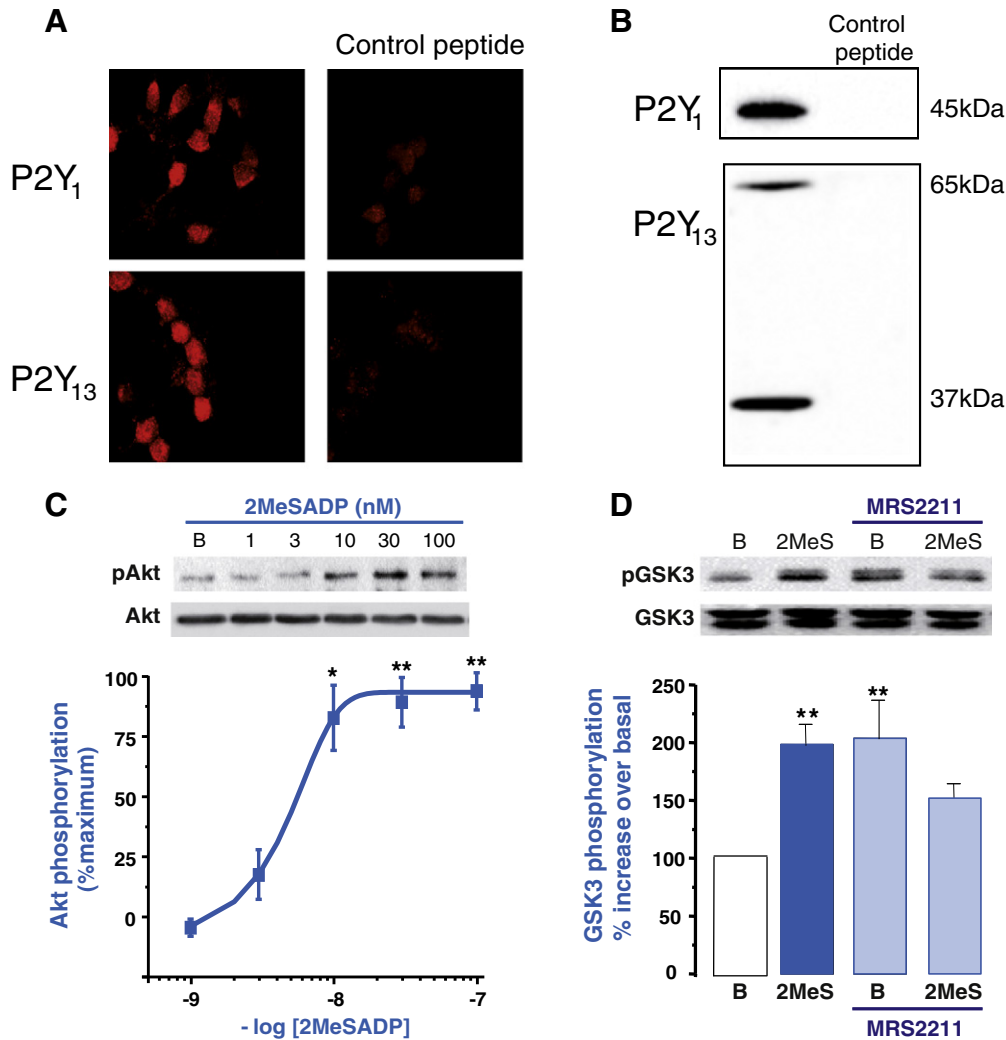 A
Control peptide
P2Y1
P2Y13
B
Control
peptide
P2Y1
45kDa
65kDa
P2Y13
37kDa
C
2MeSADP (nM)
B 1 3 10 30 100
pAkt
Akt
100
75
50
25
0
* ** **
Akt phosphorylation
(%maximum)
-9 -8 -7
- log [2MeSADP]
D
MRS2211
B 2MeS B 2MeS
pGSK3
GSK3
250
200
150
100
50
0
** **
GSK3 phosphorylation
% increase over basal
B 2MeS B 2MeS
MRS2211